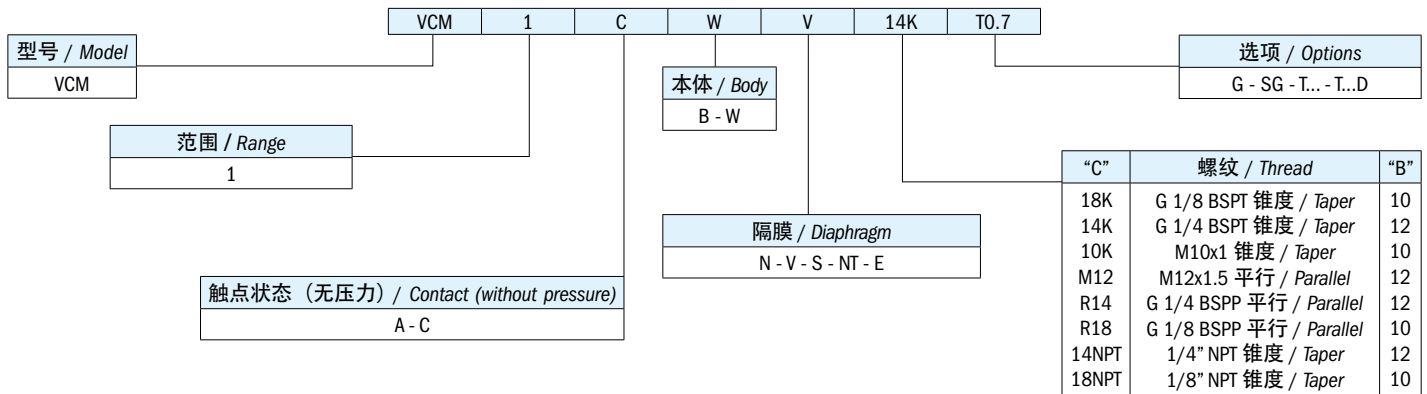 VCM 1 C W V 14K T0.7
型号 / Model
VCM
选项 / Options
G - SG - T... - T...D
本体 / Body
B - W
范围 / Range
1
“C” 螺纹 / Thread “B”
18K G 1/8 BSPT 锥度 / Taper 10
14K G 1/4 BSPT 锥度 / Taper 12
10K M10x1 锥度 / Taper 10
M12 M12x1.5 平行 / Parallel 12
R14 G 1/4 BSPP 平行 / Parallel 12
R18 G 1/8 BSPP 平行 / Parallel 10
14NPT 1/4” NPT 锥度 / Taper 12
18NPT 1/8” NPT 锥度 / Taper 10
隔膜 / Diaphragm
N - V - S - NT - E
触点状态（无压力）/ Contact (without pressure)
A - C